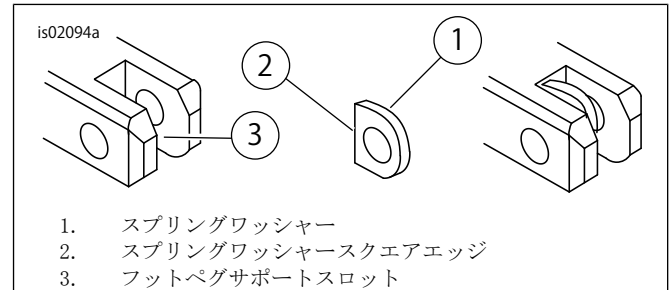 is02094a
1
2
3
1. スプリングワッシャー
2. スプリングワッシャースクエアエッジ
3. フットペグサポートスロット